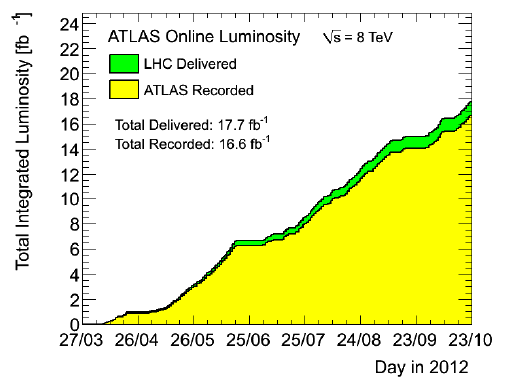 ATLAS Online Luminosity √s = 8 TeV
LHC Delivered
ATLAS Recorded
Total Delivered: 17.7 fb⁻¹
Total Recorded: 16.6 fb⁻¹
Total Integrated Luminosity [fb⁻¹]
24
22
20
18
16
14
12
10
8
6
4
2
0
27/03 26/04 26/05 25/06 25/07 24/08 23/09 23/10
Day in 2012